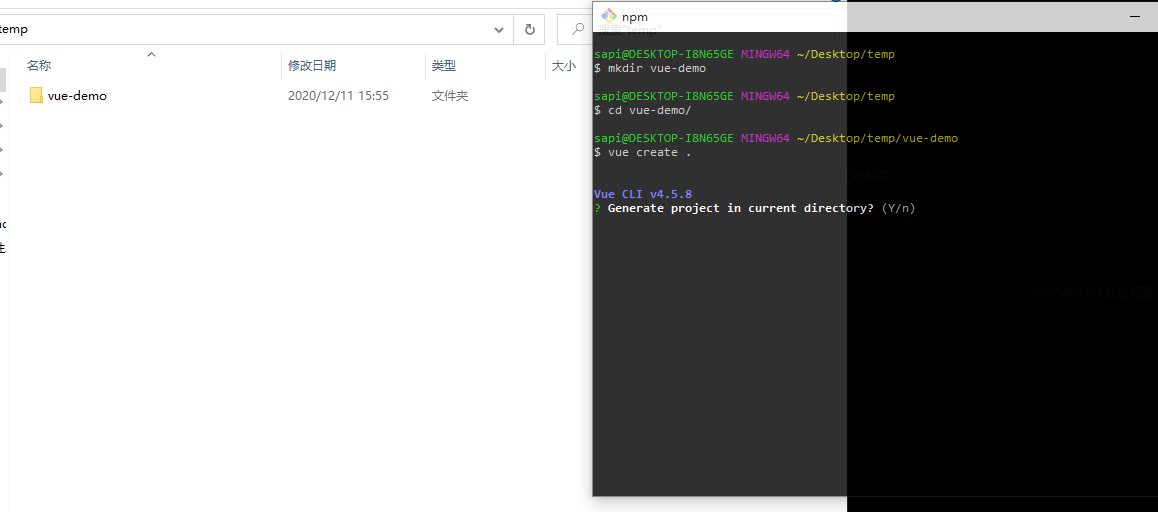 temp
搜索"temp"
名称
修改日期
类型
大小
vue-demo
2020/12/11 15:55
文件夹
npm
sapi@DESKTOP-I8N65GE MINGW64 ~/Desktop/temp
$ mkdir vue-demo
sapi@DESKTOP-I8N65GE MINGW64 ~/Desktop/temp
$ cd vue-demo/
sapi@DESKTOP-I8N65GE MINGW64 ~/Desktop/temp/vue-demo
$ vue create .
Vue CLI v4.5.8
? Generate project in current directory? (Y/n)